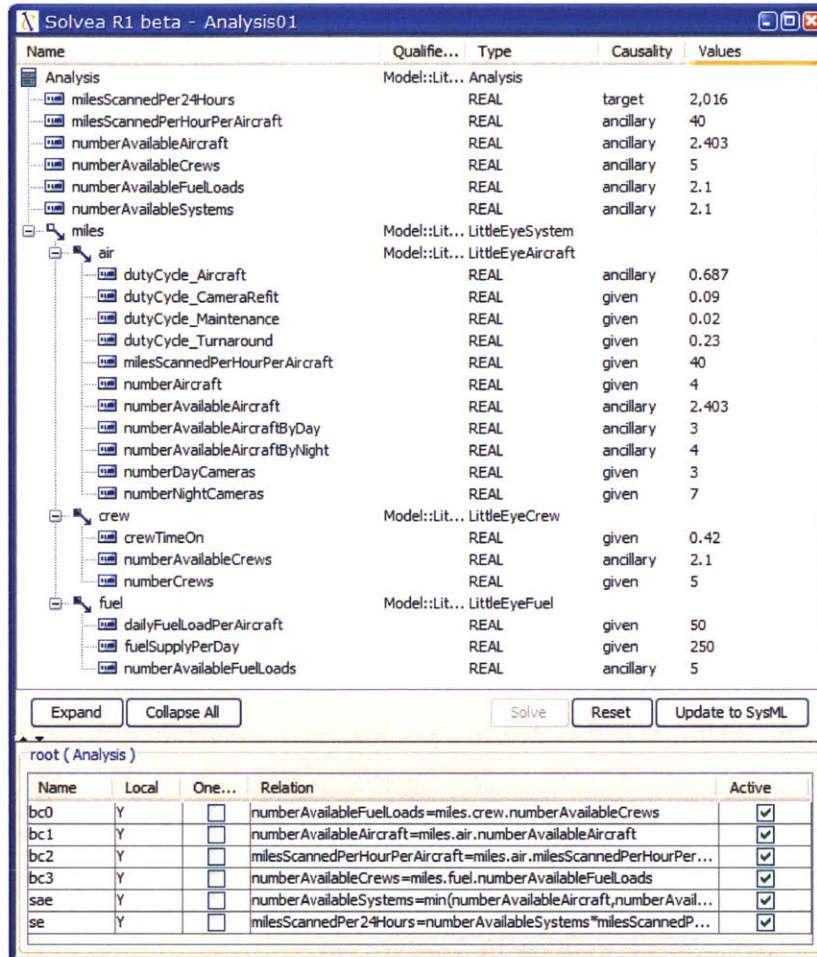 Solvea R1 beta - Analysis01
Name Qualifie... Type Causality Values
Analysis Model::Lit... Analysis
milesScannedPer24Hours REAL target 2,016
milesScannedPerHourPerAircraft REAL ancillary 40
numberAvailableAircraft REAL ancillary 2.403
numberAvailableCrews REAL ancillary 5
numberAvailableFuelLoads REAL ancillary 2.1
numberAvailableSystems REAL ancillary 2.1
miles Model::Lit... LittleEyeSystem
air Model::Lit... LittleEyeAircraft
dutyCycle_Aircraft REAL ancillary 0.687
dutyCycle_CameraRefit REAL given 0.09
dutyCycle_Maintenance REAL given 0.02
dutyCycle_Turnaround REAL given 0.23
milesScannedPerHourPerAircraft REAL given 40
numberAircraft REAL given 4
numberAvailableAircraft REAL ancillary 2.403
numberAvailableAircraftByDay REAL ancillary 3
numberAvailableAircraftByNight REAL ancillary 4
numberDayCameras REAL given 3
numberNightCameras REAL given 7
crew Model::Lit... LittleEyeCrew
crewTimeOn REAL given 0.42
numberAvailableCrews REAL ancillary 2.1
numberCrews REAL given 5
fuel Model::Lit... LittleEyeFuel
dailyFuelLoadPerAircraft REAL given 50
fuelSupplyPerDay REAL given 250
numberAvailableFuelLoads REAL ancillary 5
Expand Collapse All Solve Reset Update to SysML
root ( Analysis )
Name Local One... Relation Active
bc0 Y numberAvailableFuelLoads=miles.crew.numberAvailableCrews
bc1 Y numberAvailableAircraft=miles.air.numberAvailableAircraft
bc2 Y milesScannedPerHourPerAircraft=miles.air.milesScannedPerHourPer...
bc3 Y numberAvailableCrews=miles.fuel.numberAvailableFuelLoads
sae Y numberAvailableSystems=min(numberAvailableAircraft,numberAvail...
se Y milesScannedPer24Hours=numberAvailableSystems*milesScannedP...